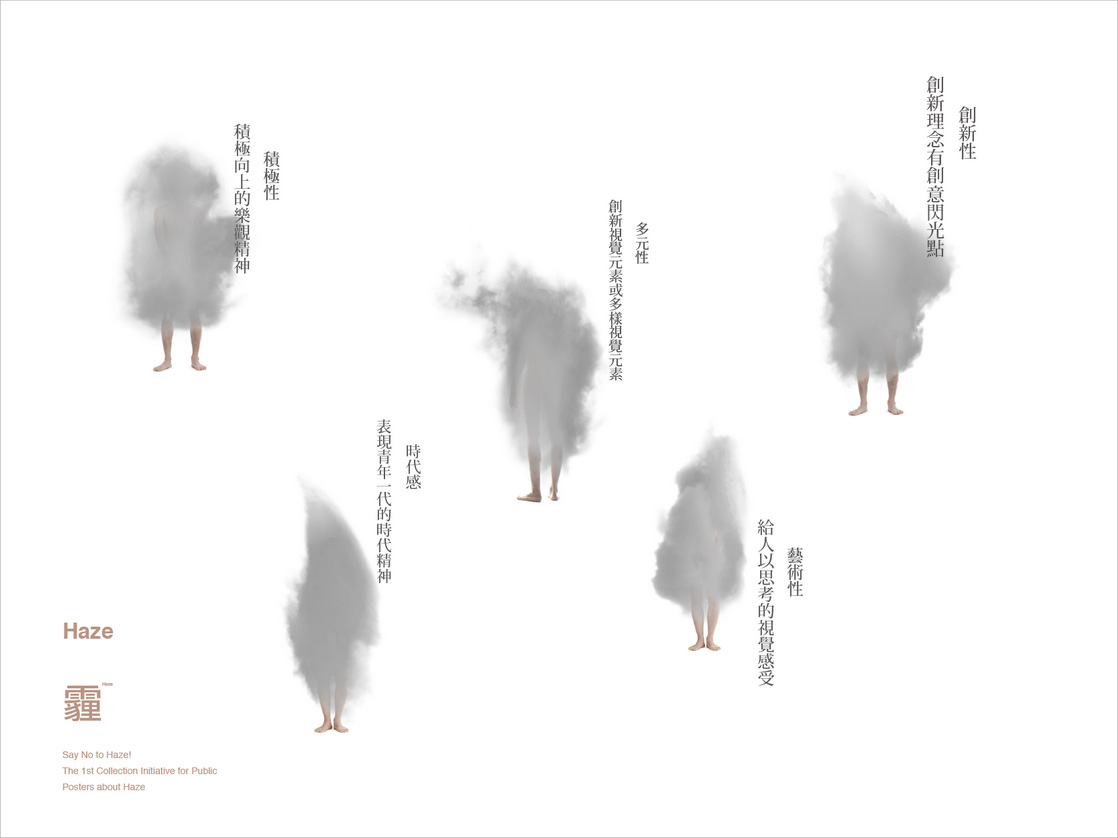 積極性
積極向上的樂觀精神
時代感
表現青年一代的時代精神
多元性
創新視覺元素或多樣視覺元素
藝術性
給人以思考的視覺感受
創新性
創新理念有創意閃光點
Haze
霾
Haze
Say No to Haze!
The 1st Collection Initiative for Public
Posters about Haze